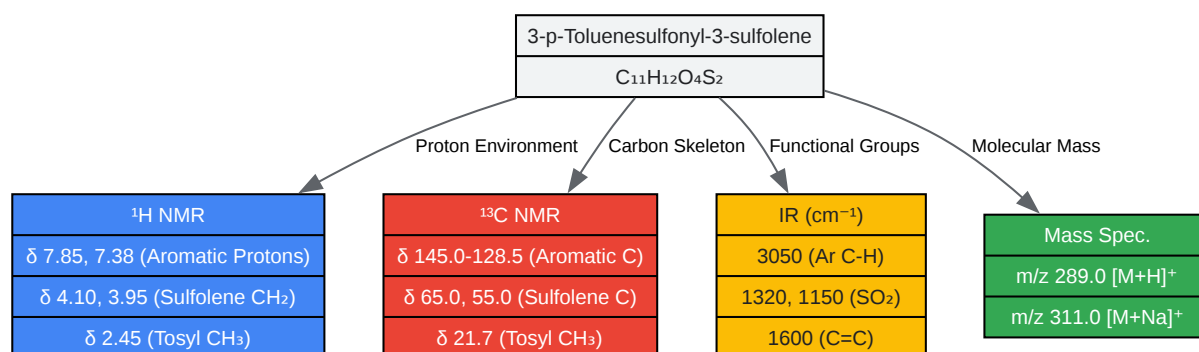 3-p-Toluenesulfonyl-3-sulfolene
C₁₁H₁₂O₄S₂
Proton Environment
Carbon Skeleton
Functional Groups
Molecular Mass
¹H NMR
δ 7.85, 7.38 (Aromatic Protons)
δ 4.10, 3.95 (Sulfolene CH₂)
δ 2.45 (Tosyl CH₃)
¹³C NMR
δ 145.0-128.5 (Aromatic C)
δ 65.0, 55.0 (Sulfolene C)
δ 21.7 (Tosyl CH₃)
IR (cm⁻¹)
3050 (Ar C-H)
1320, 1150 (SO₂)
1600 (C=C)
Mass Spec.
m/z 289.0 [M+H]⁺
m/z 311.0 [M+Na]⁺